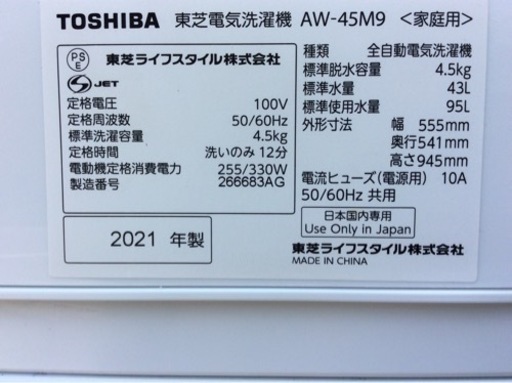 TOSHIBA 東芝電気洗濯機 AW-45M9 <家庭用>
PSE
東芝ライフスタイル株式会社
S JET
定格電圧 100V
定格周波数 50/60Hz
標準洗濯容量 4.5kg
定格時間 洗いのみ 12分
電動機定格消費電力 255/330W
製造番号 266683AG
2021 年製
種類 全自動電気洗濯機
標準脱水容量 4.5kg
標準水量 43L
標準使用水量 95L
外形寸法 幅 555mm
奥行541mm
高さ945mm
電流ヒューズ(電源用) 10A
50/60Hz 共用
日本国内専用
Use Only in Japan
東芝ライフスタイル株式会社
MADE IN CHINA